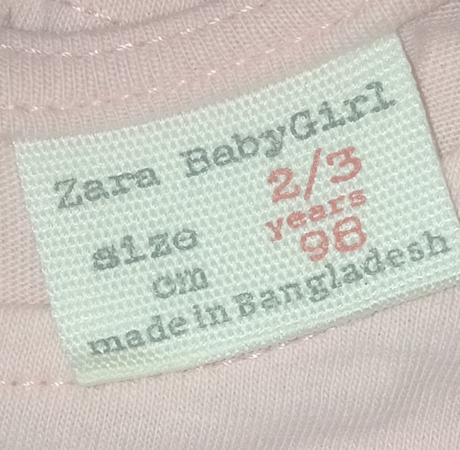 Zara BabyGirl
size 2/3
years
cm 98
made in Bangladesh